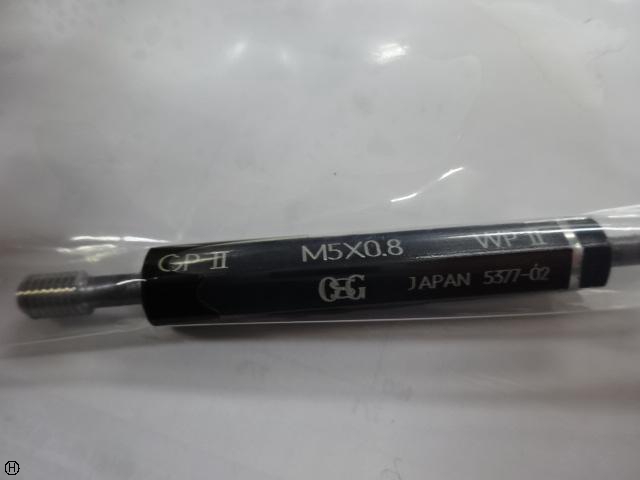 GP II M5X0.8 WP II
OSG JAPAN 5377-02
H